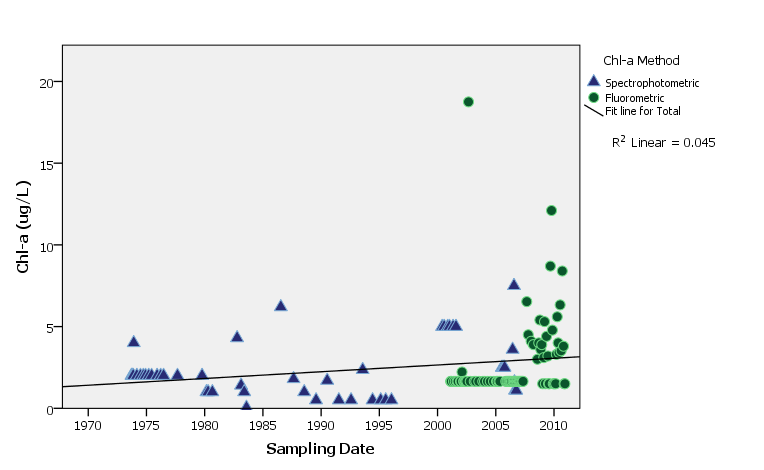 Chl-a Method
Spectrophotometric
Fluorometric
Fit line for Total
R² Linear = 0.045
Chl-a (ug/L)
20
15
10
5
0
1970 1975 1980 1985 1990 1995 2000 2005 2010
Sampling Date